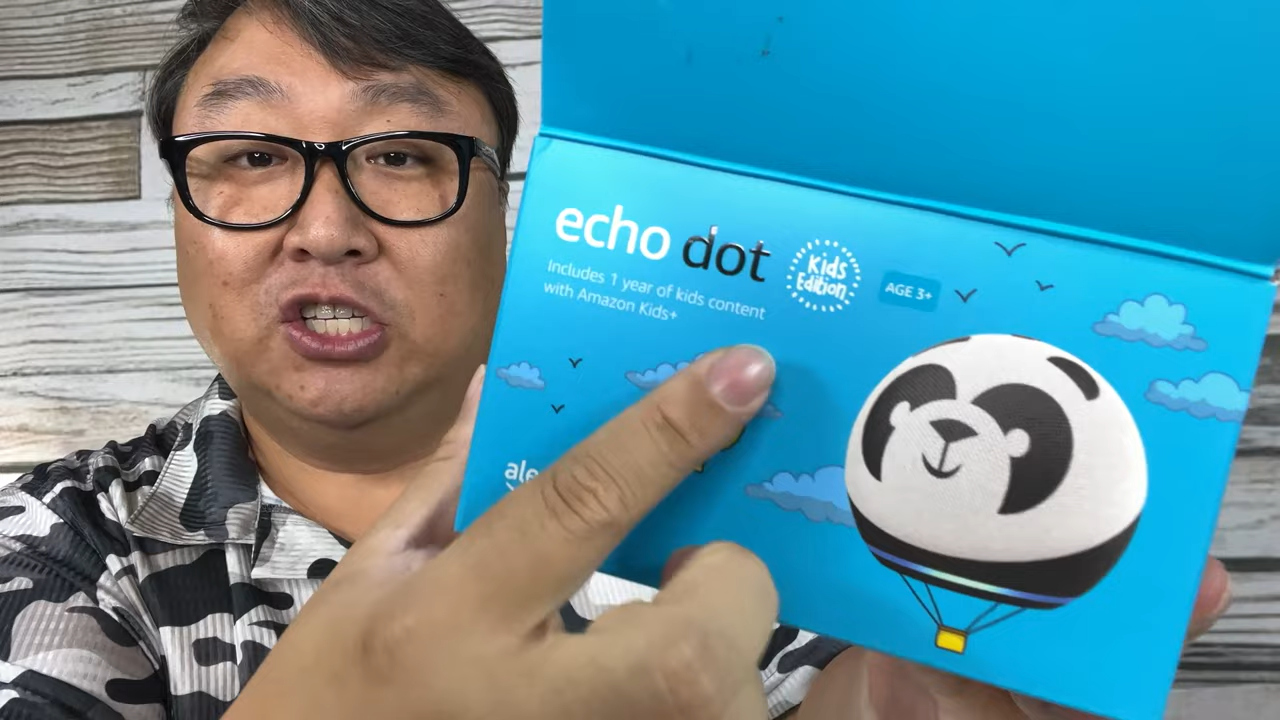 echo dot
Kids
Edition
AGE 3+
Includes 1 year of kids content
with Amazon Kids+